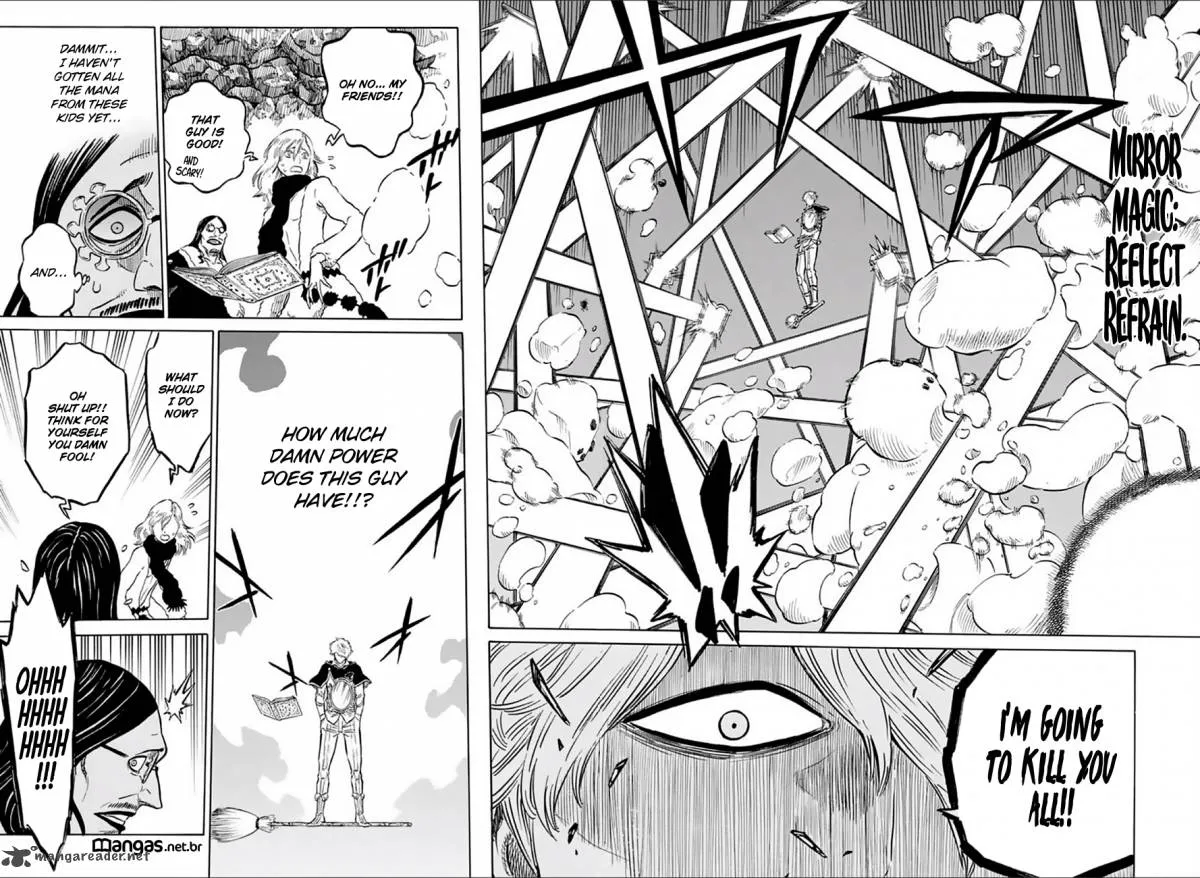 MIRROR
MAGIC:
REFLECT
REFRAIN.
I'M GOING
TO KILL YOU
ALL!!
OH NO... MY
FRIENDS!!
THAT
GUY IS
GOOD!
AND
SCARY!
DAMMIT...
I HAVEN'T
GOTTEN ALL
THE MANA
FROM THESE
KIDS YET...
AND...
HOW MUCH
DAMN POWER
DOES THIS GUY
HAVE!!?
WHAT
SHOULD
I DO
NOW?
OH
SHUT UP!!
THINK FOR
YOURSELF
YOU DAMN
FOOL!
OHHH
HHHH
HHHH
!!!
mangas.net.br
mangareader.net